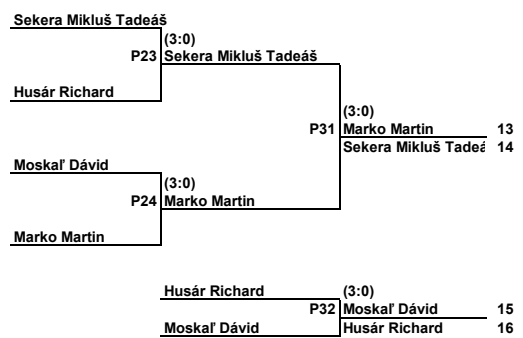 Sekera Mikluš Tadeáš
(3:0)
P23 Sekera Mikluš Tadeáš
Husár Richard
(3:0)
P31 Marko Martin 13
Sekera Mikluš Tadeá 14
Moskaľ Dávid
(3:0)
P24 Marko Martin
Marko Martin
Husár Richard (3:0)
P32 Moskaľ Dávid 15
Moskaľ Dávid Husár Richard 16